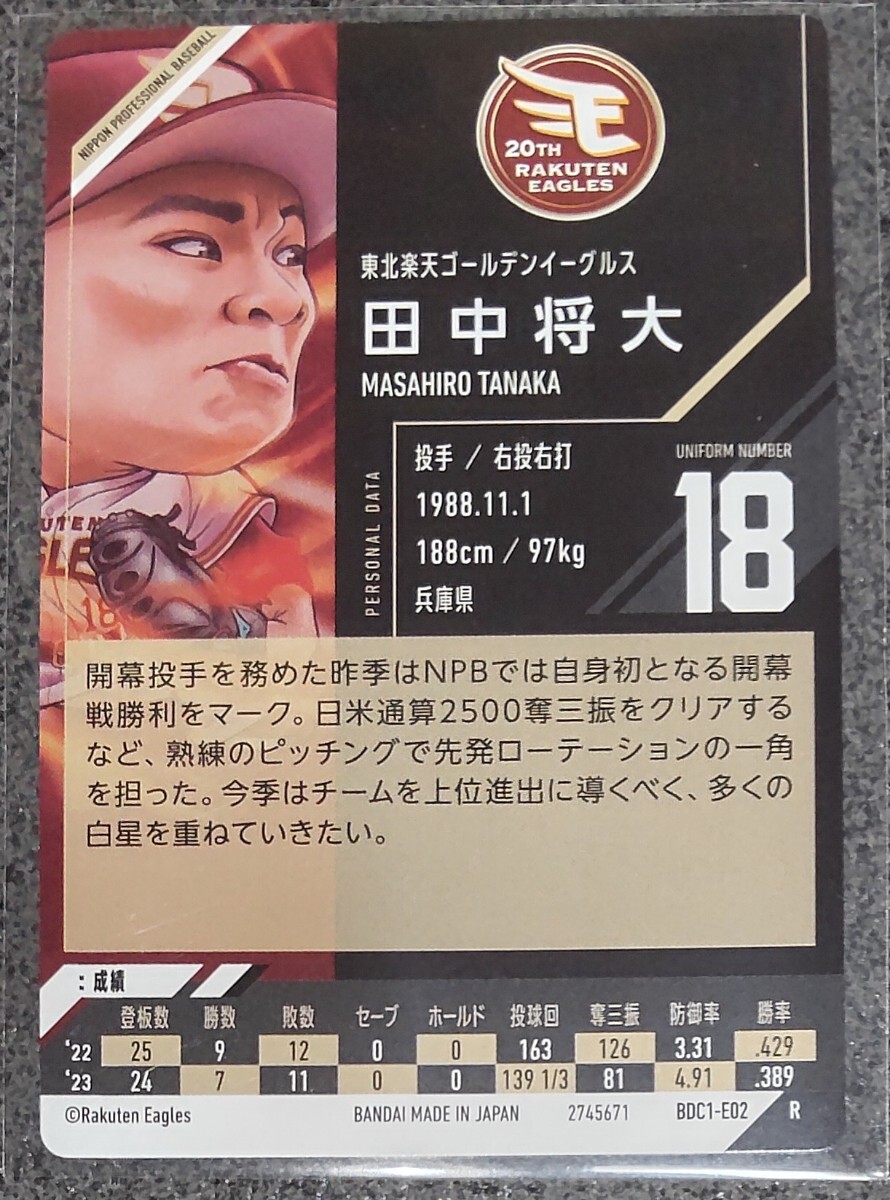 NIPPON PROFESSIONAL BASEBALL
20TH
RAKUTEN
EAGLES
東北楽天ゴールデンイーグルス
田中将大
MASAHIRO TANAKA
PERSONAL DATA
投手 / 右投右打
1988.11.1
188cm / 97kg
兵庫県
UNIFORM NUMBER
18
UTEN
GLE
18
開幕投手を務めた昨季はNPBでは自身初となる開幕
戦勝利をマーク。日米通算2500奪三振をクリアする
など、熟練のピッチングで先発ローテーションの一角
を担った。今季はチームを上位進出に導くべく、多くの
白星を重ねていきたい。
:成績
登板数 勝数 敗数 セーブ ホールド 投球回 奪三振 防御率 勝率
'22 25 9 12 0 0 163 126 3.31 .429
'23 24 7 11 0 0 139 1/3 81 4.91 .389
©Rakuten Eagles BANDAI MADE IN JAPAN 2745671 BDC1-E02 R